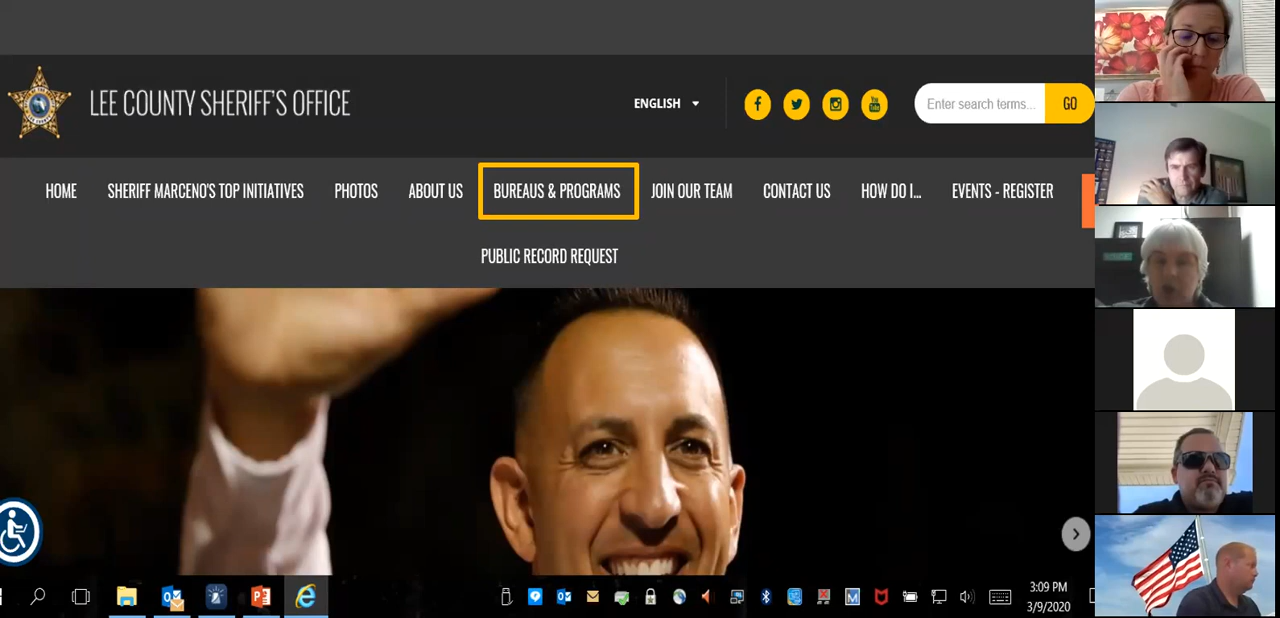 LEE COUNTY SHERIFF'S OFFICE
ENGLISH
Enter search terms...
GO
HOME
SHERIFF MARCENO'S TOP INITIATIVES
PHOTOS
ABOUT US
BUREAUS & PROGRAMS
JOIN OUR TEAM
CONTACT US
HOW DO I...
EVENTS - REGISTER
PUBLIC RECORD REQUEST
3:09 PM
3/9/2020